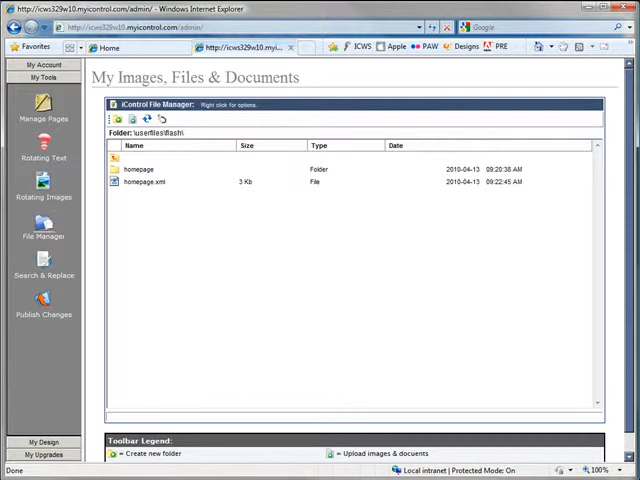 http://icws329w10.myicontrol.com/admin/ - Windows Internet Explorer
http://icws329w10.myicontrol.com/admin/
Google
Favorites
Home
http://icws329w10.myi...
ICWS
Apple
PAW
Designs
PRE
My Account
My Tools
Manage Pages
Rotating Text
Rotating Images
File Manager
Search & Replace
Publish Changes
My Design
My Upgrades
My Images, Files & Documents
iControl File Manager: Right click for options.
Folder: \userfiles\flash\
Name Size Type Date
homepage Folder 2010-04-13 09:20:38 AM
homepage.xml 3 Kb File 2010-04-13 09:22:45 AM
Toolbar Legend:
= Create new folder = Upload images & docuents
Done
Local intranet | Protected Mode: On
100%